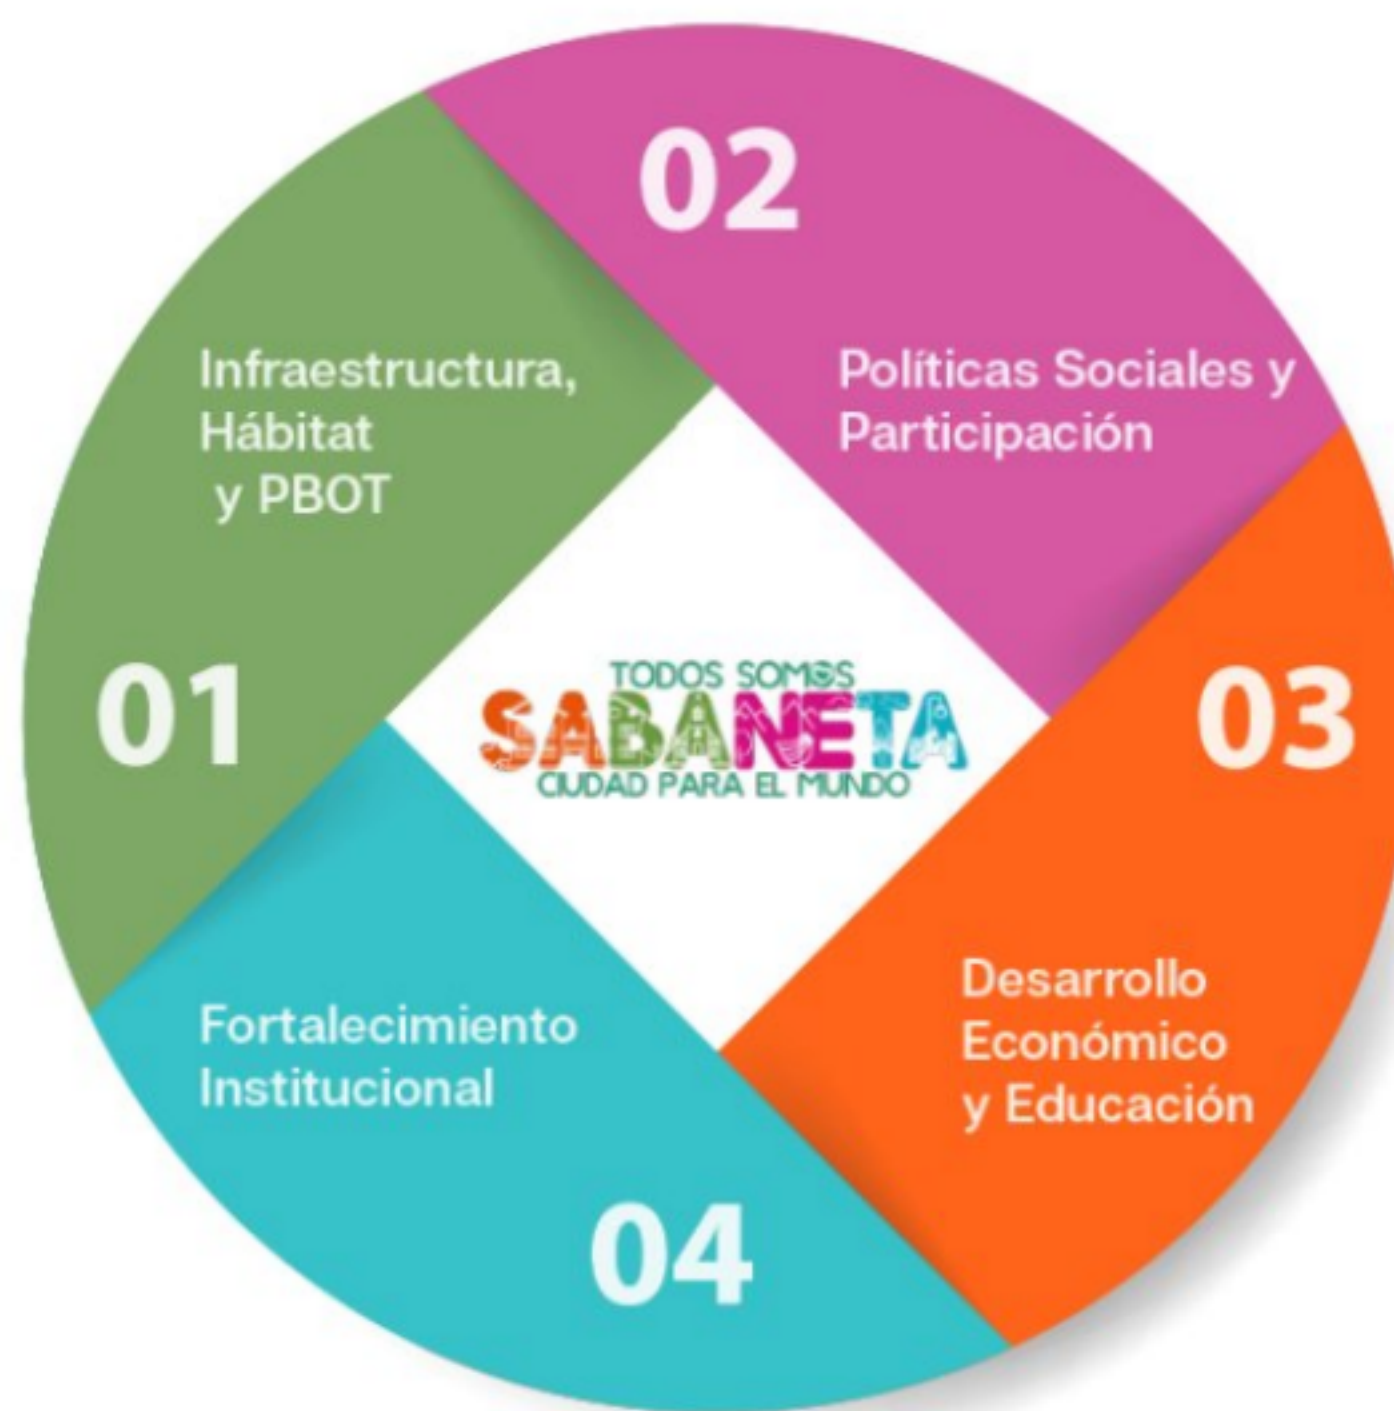 02
Infraestructura,
Hábitat
y PBOT
Políticas Sociales y
Participación
01
TODOS SOMOS
SABANETA
CIUDAD PARA EL MUNDO
03
Desarrollo
Económico
y Educación
Fortalecimiento
Institucional
04